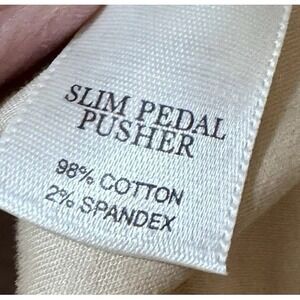 SLIM PEDAL
PUSHER
98% COTTON
2% SPANDEX